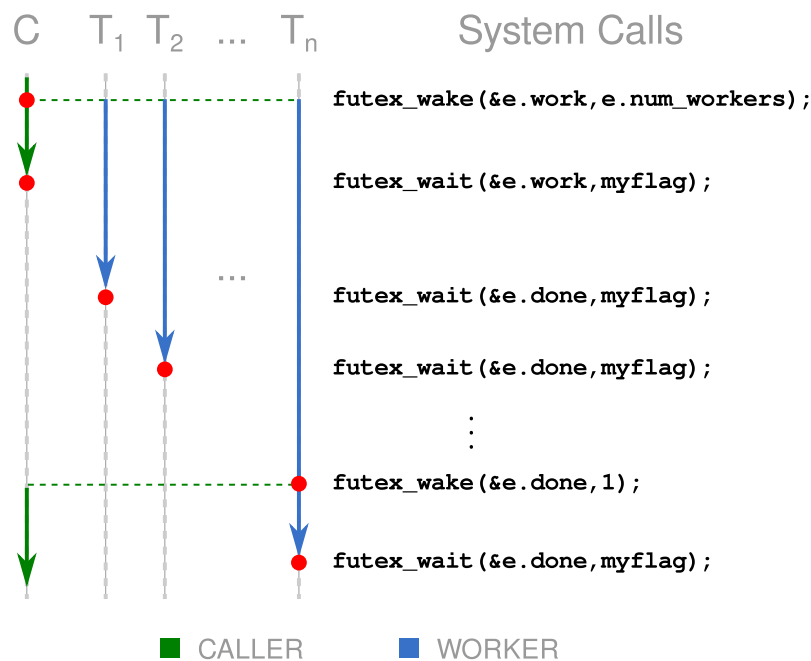 C T1 T2 ... Tn System Calls
futex_wake(&e.work,e.num_workers);
futex_wait(&e.work,myflag);
...
futex_wait(&e.done,myflag);
futex_wait(&e.done,myflag);
⋮
futex_wake(&e.done,1);
futex_wait(&e.done,myflag);
CALLER WORKER